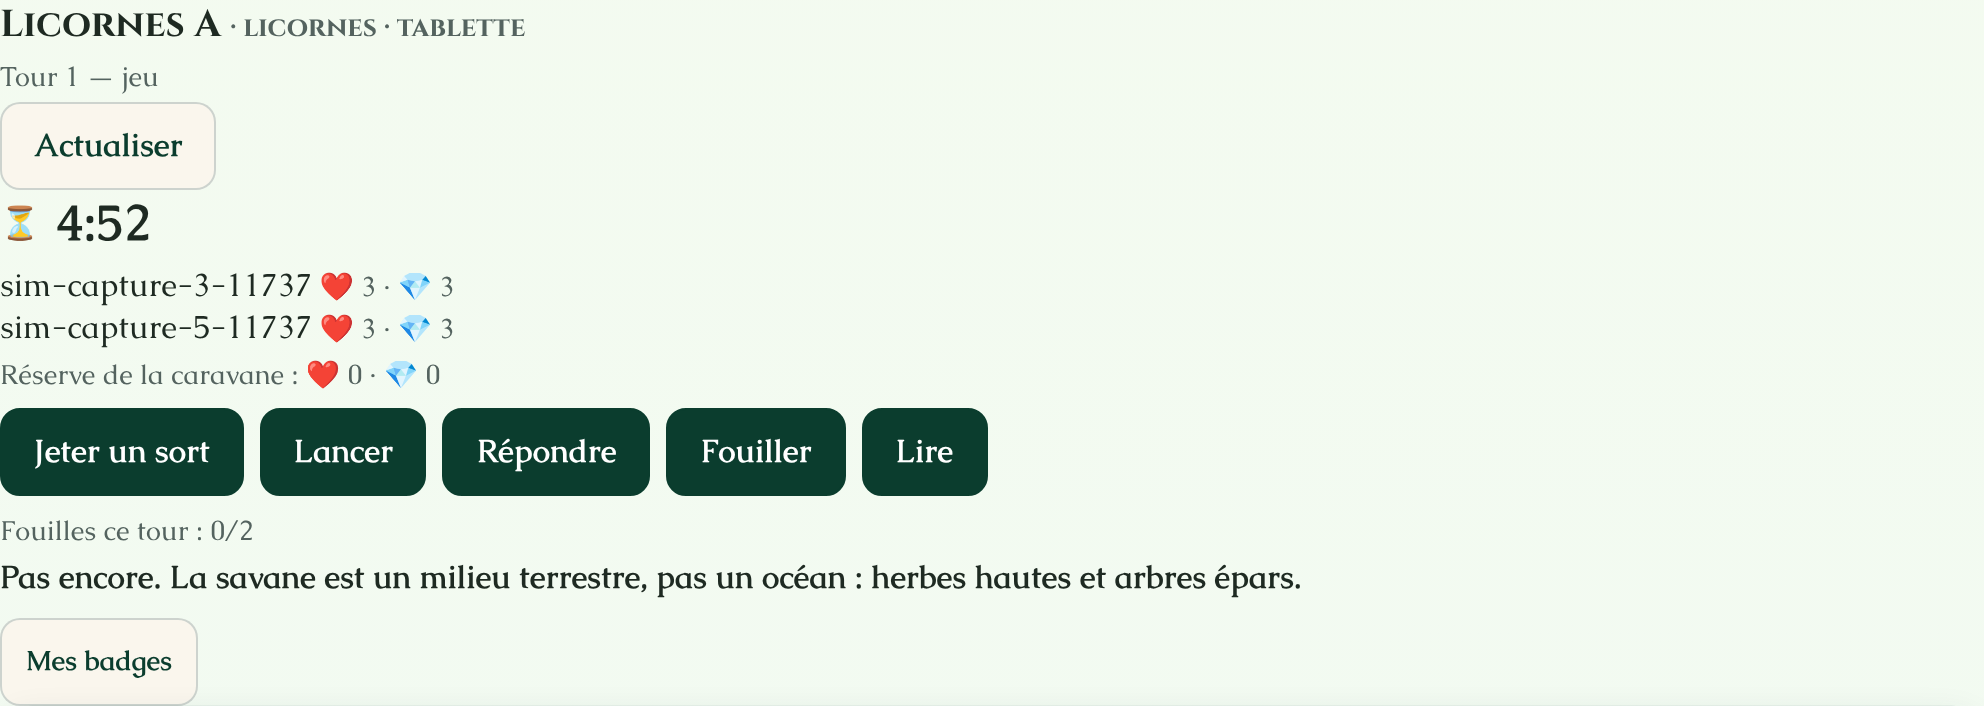 LICORNES A · LICORNES · TABLETTE
Tour 1 — jeu
Actualiser
⏳ 4:52
sim-capture-3-11737 ❤️ 3 · 💎 3
sim-capture-5-11737 ❤️ 3 · 💎 3
Réserve de la caravane : ❤️ 0 · 💎 0
Jeter un sort Lancer Répondre Fouiller Lire
Fouilles ce tour : 0/2
Pas encore. La savane est un milieu terrestre, pas un océan : herbes hautes et arbres épars.
Mes badges